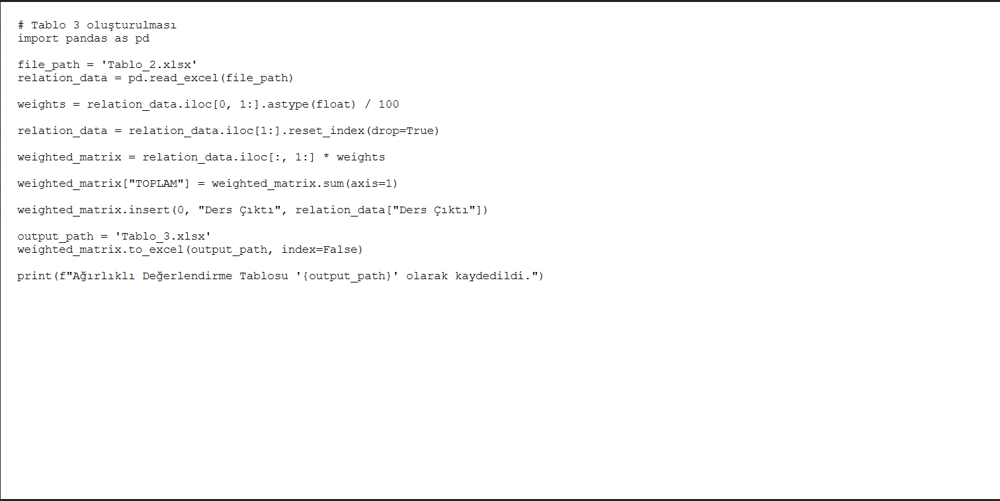 # Tablo 3 oluşturulması
import pandas as pd
file_path = 'Tablo_2.xlsx'
relation_data = pd.read_excel(file_path)
weights = relation_data.iloc[0, 1:].astype(float) / 100
relation_data = relation_data.iloc[1:].reset_index(drop=True)
weighted_matrix = relation_data.iloc[:, 1:] * weights
weighted_matrix["TOPLAM"] = weighted_matrix.sum(axis=1)
weighted_matrix.insert(0, "Ders Çıktı", relation_data["Ders Çıktı"])
output_path = 'Tablo_3.xlsx'
weighted_matrix.to_excel(output_path, index=False)
print(f"Ağırlıklı Değerlendirme Tablosu '{output_path}' olarak kaydedildi.")